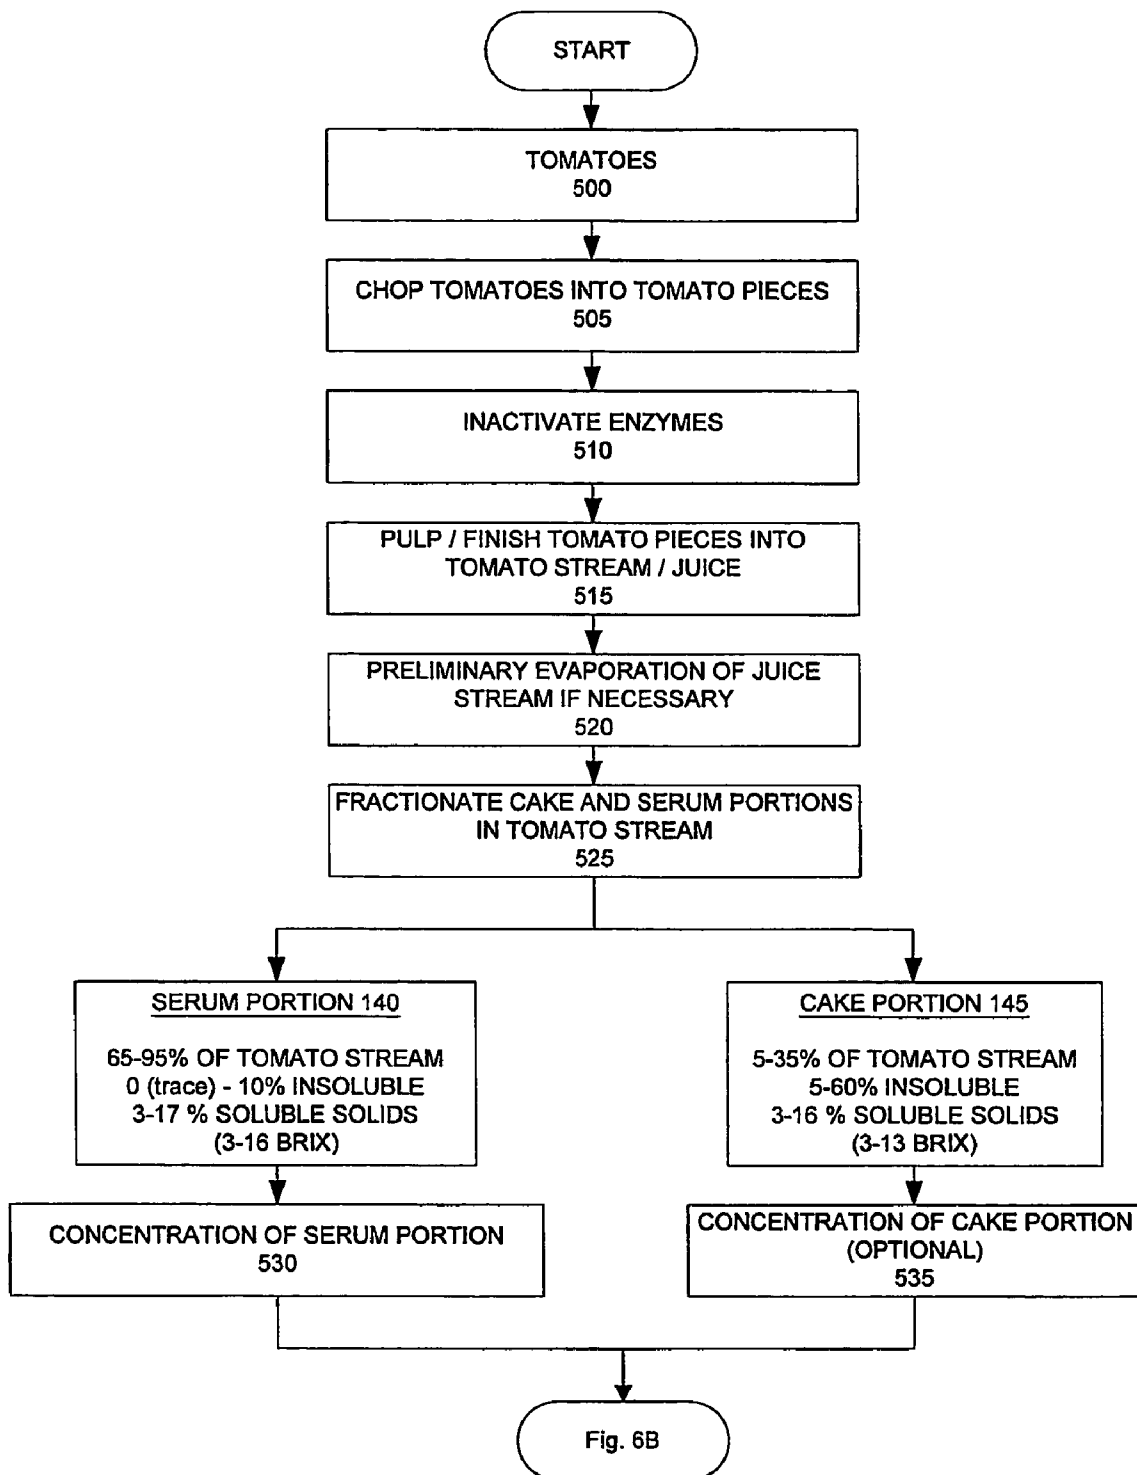 START
TOMATOES
500
CHOP TOMATOES INTO TOMATO PIECES
505
INACTIVATE ENZYMES
510
PULP / FINISH TOMATO PIECES INTO
TOMATO STREAM / JUICE
515
PRELIMINARY EVAPORATION OF JUICE
STREAM IF NECESSARY
520
FRACTIONATE CAKE AND SERUM PORTIONS
IN TOMATO STREAM
525
SERUM PORTION 140
65-95% OF TOMATO STREAM
0 (trace) - 10% INSOLUBLE
3-17 % SOLUBLE SOLIDS
(3-16 BRIX)
CAKE PORTION 145
5-35% OF TOMATO STREAM
5-60% INSOLUBLE
3-16 % SOLUBLE SOLIDS
(3-13 BRIX)
CONCENTRATION OF SERUM PORTION
530
CONCENTRATION OF CAKE PORTION
(OPTIONAL)
535
Fig. 6B